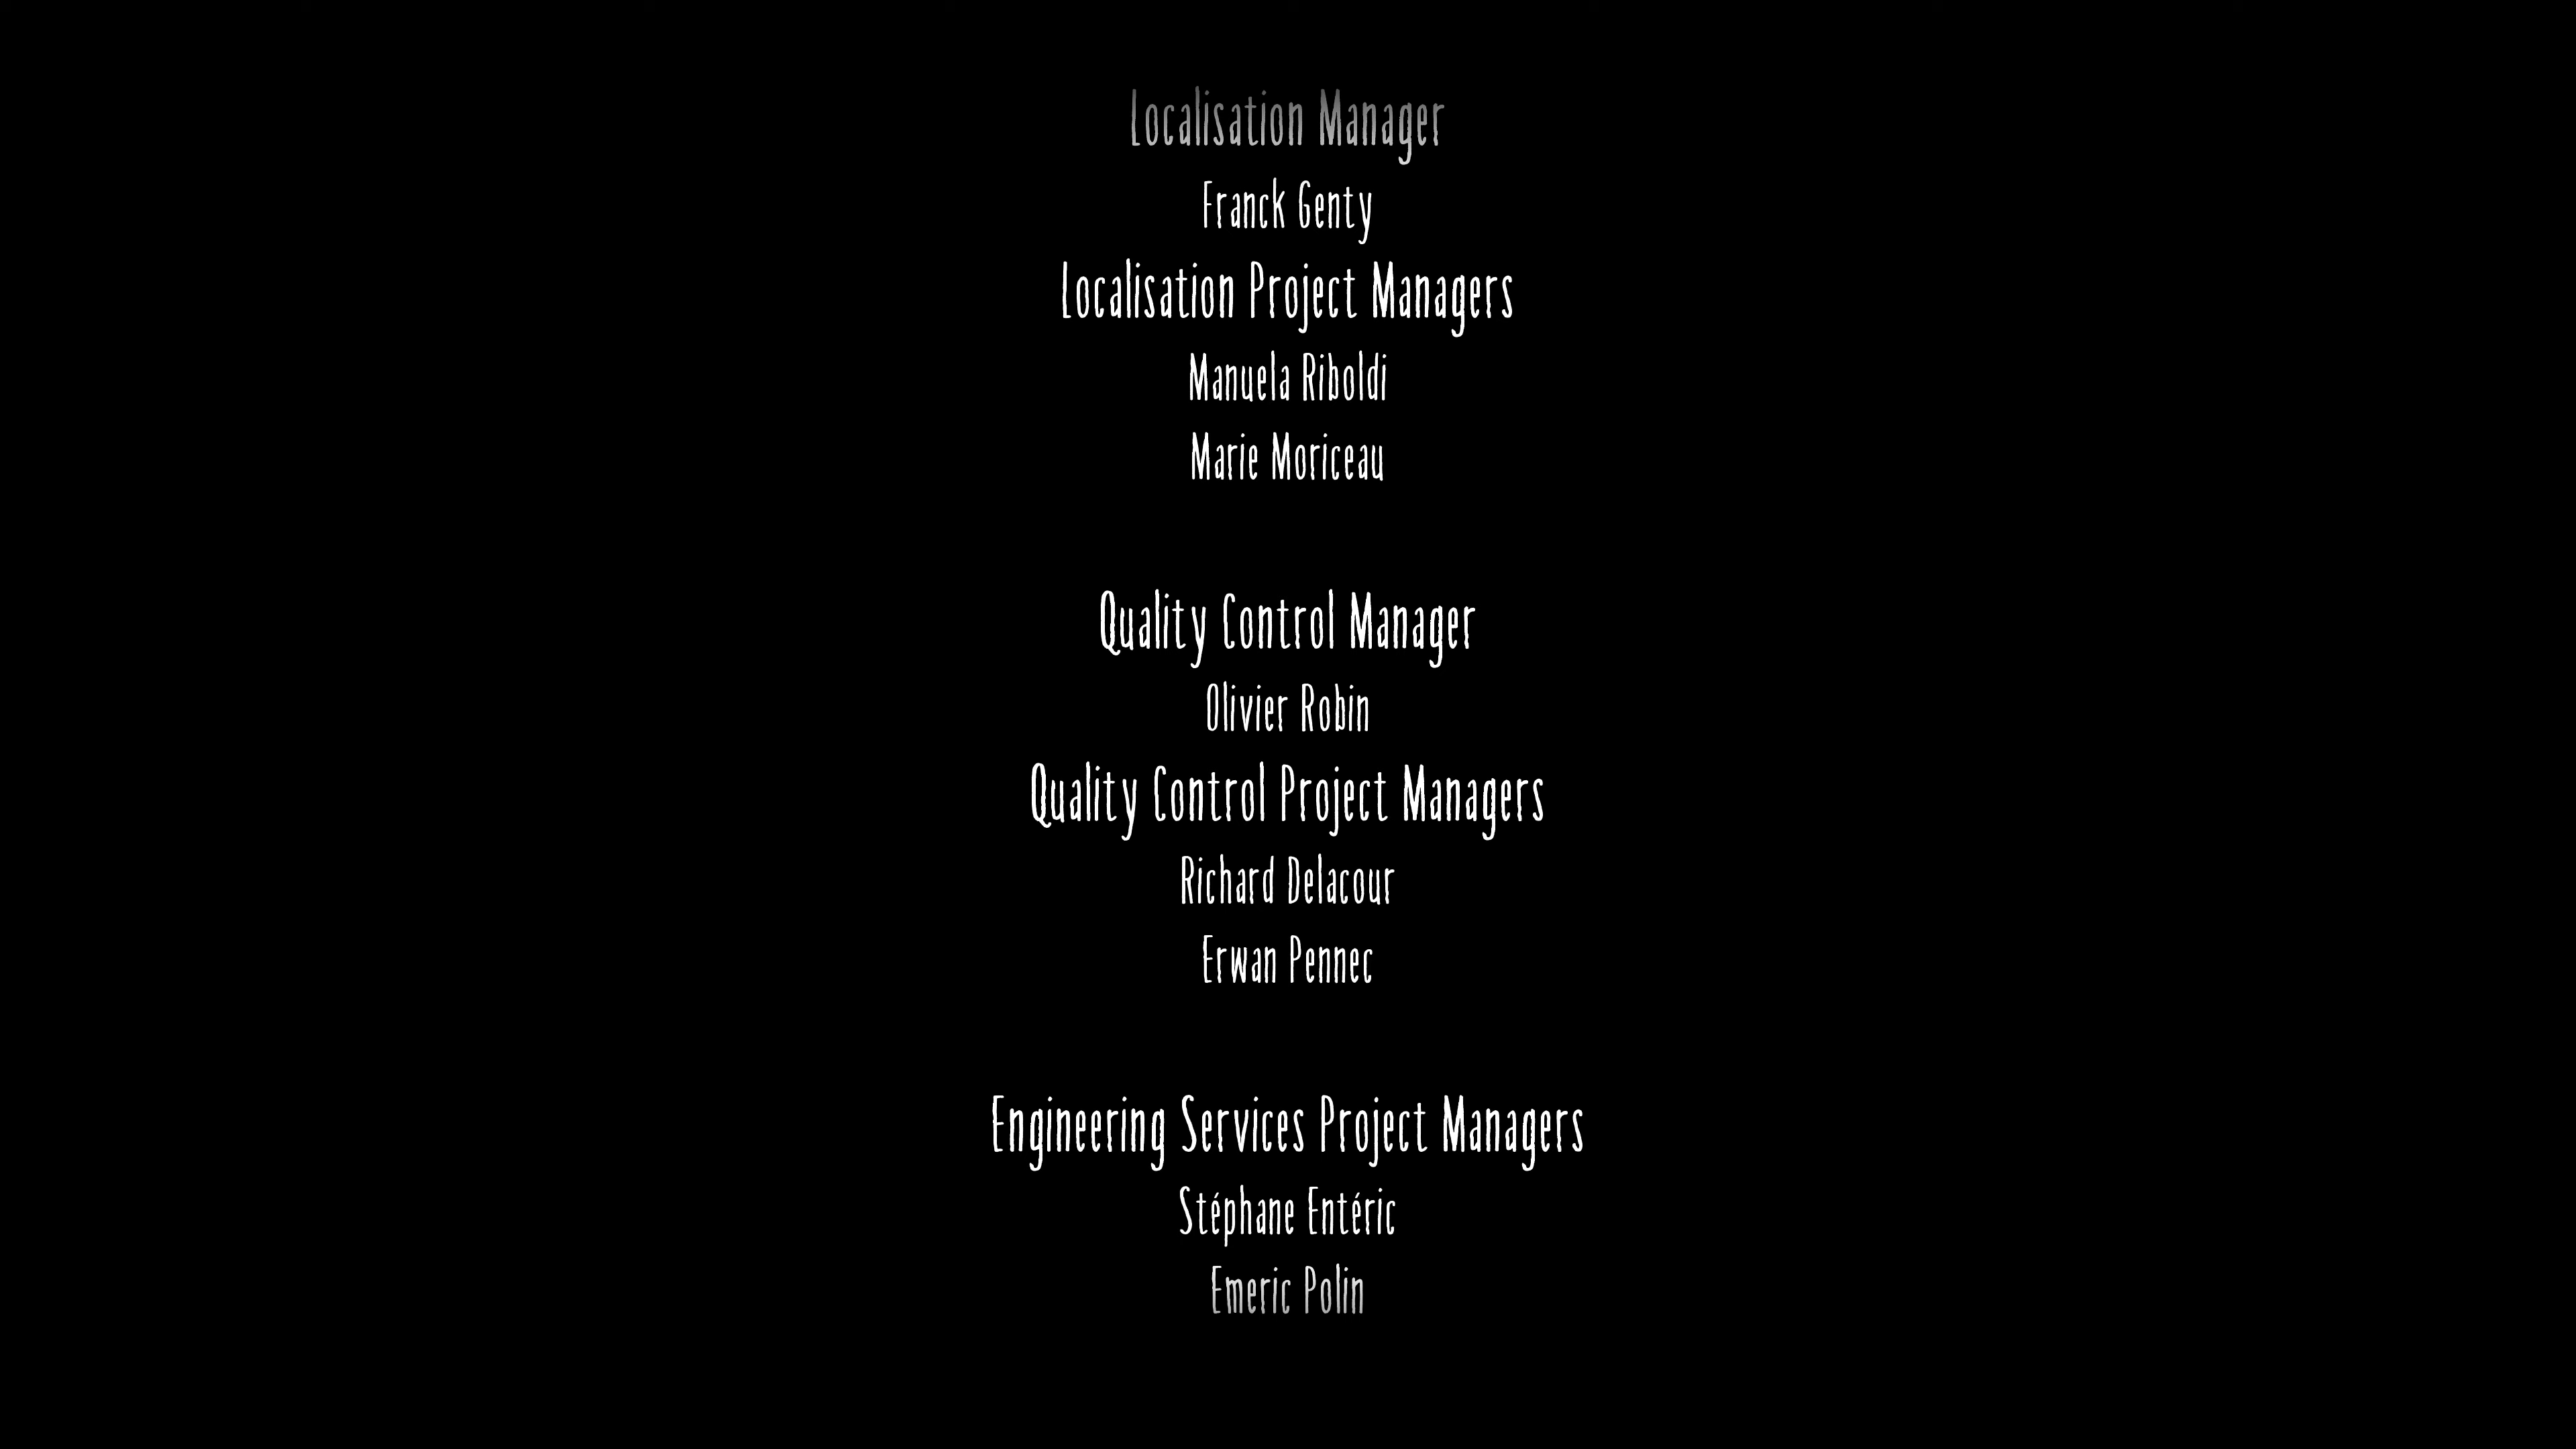 Localisation Manager
Franck Genty
Localisation Project Managers
Manuela Riboldi
Marie Moriceau
Quality Control Manager
Olivier Robin
Quality Control Project Managers
Richard Delacour
Erwan Pennec
Engineering Services Project Managers
Stéphane Entéric
Emeric Polin